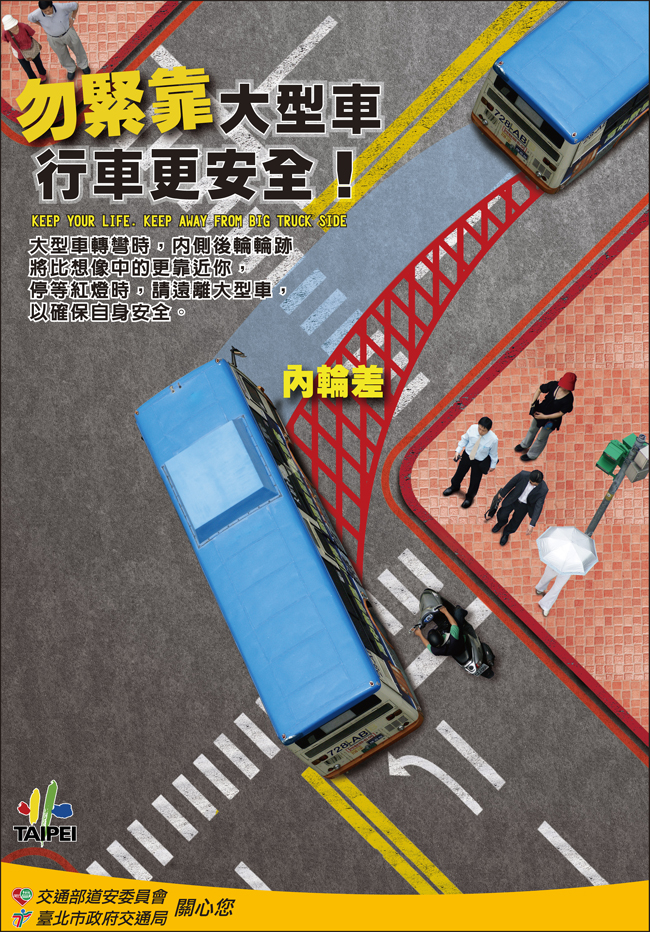 勿緊靠大型車
行車更安全！
KEEP YOUR LIFE. KEEP AWAY FROM BIG TRUCK SIDE
大型車轉彎時，內側後輪輪跡
將比想像中的更靠近你，
停等紅燈時，請遠離大型車，
以確保自身安全。
728-AB
內輪差
728-AB
TAIPEI
交通部道安委員會
臺北市政府交通局
關心您